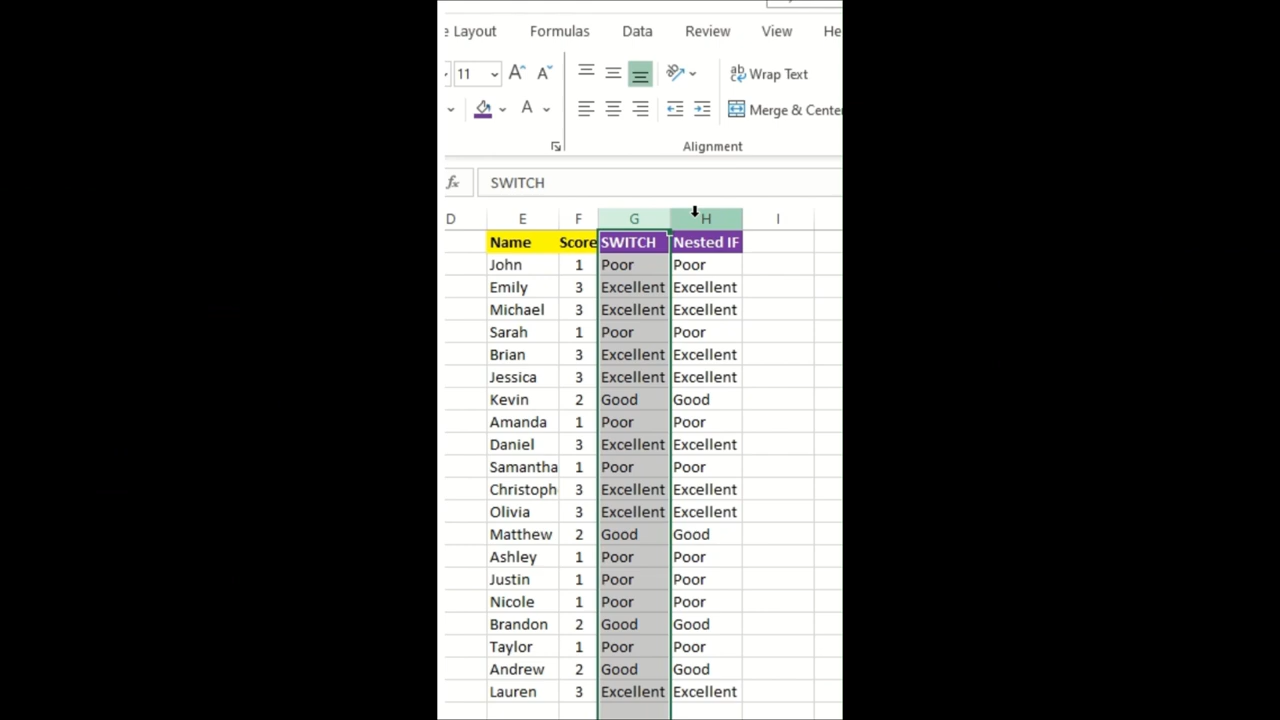 e Layout Formulas Data Review View He
11 A A ab Wrap Text
A Merge & Center
Alignment
fx SWITCH
D E F G H I
Name Score SWITCH Nested IF
John 1 Poor Poor
Emily 3 Excellent Excellent
Michael 3 Excellent Excellent
Sarah 1 Poor Poor
Brian 3 Excellent Excellent
Jessica 3 Excellent Excellent
Kevin 2 Good Good
Amanda 1 Poor Poor
Daniel 3 Excellent Excellent
Samantha 1 Poor Poor
Christoph 3 Excellent Excellent
Olivia 3 Excellent Excellent
Matthew 2 Good Good
Ashley 1 Poor Poor
Justin 1 Poor Poor
Nicole 1 Poor Poor
Brandon 2 Good Good
Taylor 1 Poor Poor
Andrew 2 Good Good
Lauren 3 Excellent Excellent